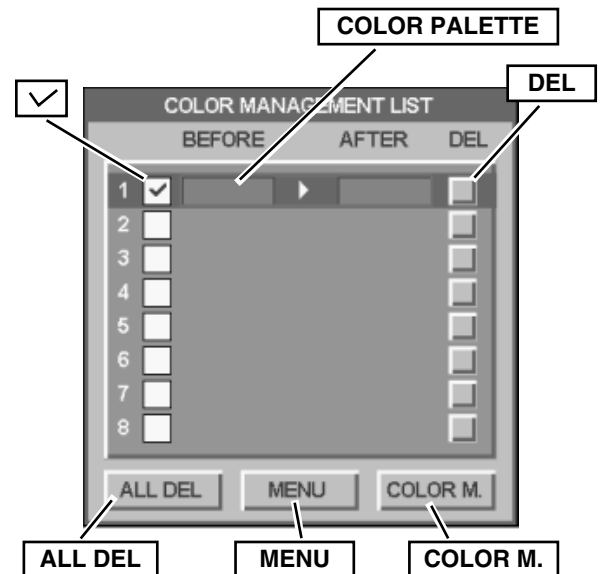 COLOR PALETTE
✓
DEL
COLOR MANAGEMENT LIST
BEFORE AFTER DEL
1 ✓
2
3
4
5
6
7
8
ALL DEL MENU COLOR M.
ALL DEL MENU COLOR M.